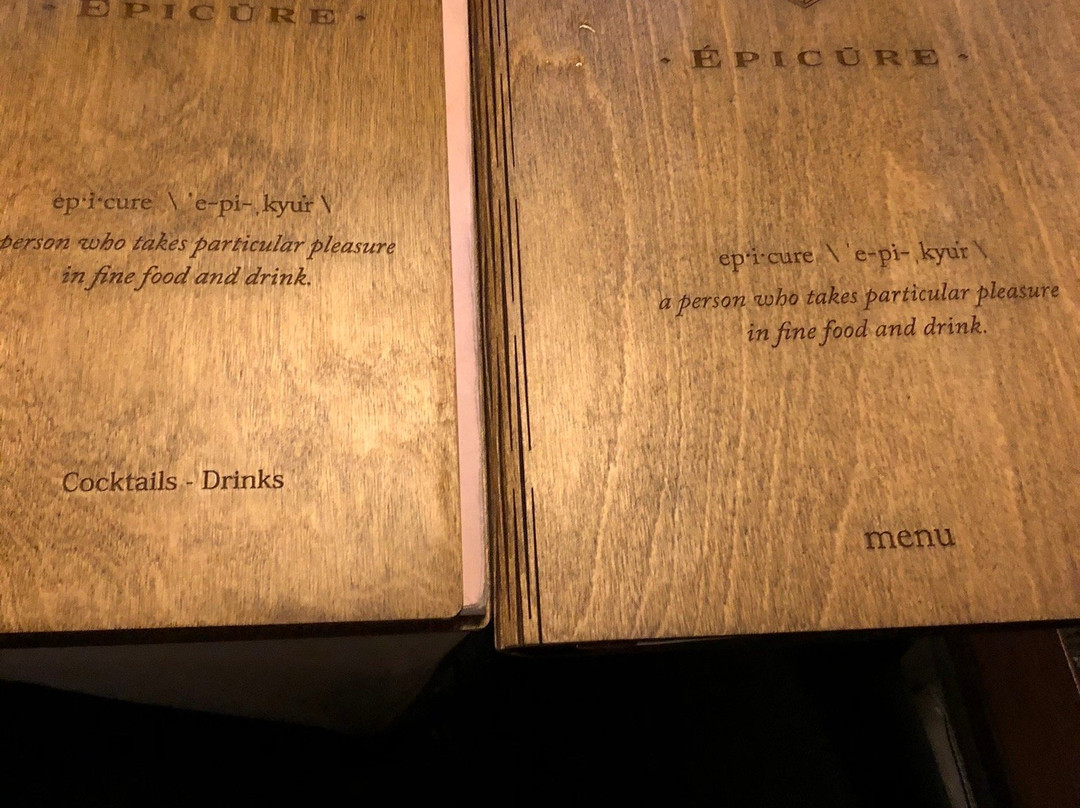 · ÉPICŪRE ·
ep·i·cure \ ˈe-pi-ˌkyu̇r \
person who takes particular pleasure
in fine food and drink.
Cocktails - Drinks
· ÉPICŪRE ·
ep·i·cure \ ˈe-pi-ˌkyu̇r \
a person who takes particular pleasure
in fine food and drink.
menu